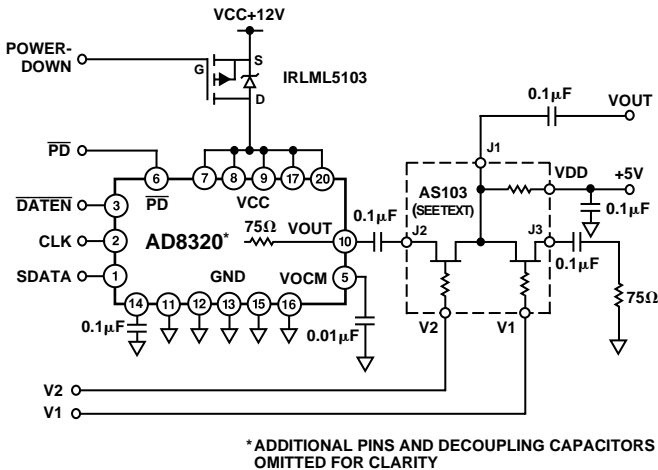 VCC+12V
POWER-
DOWN
G
S
D
IRLML5103
0.1μF
VOUT
PD
J1
6
7
8
9
17
20
VCC
PD
VDD
+5V
DATEN
3
AS103
(SEE TEXT)
0.1μF
0.1μF
CLK
2
AD8320*
75Ω
VOUT
10
J2
J3
0.1μF
SDATA
1
GND
VOCM
5
75Ω
14
11
12
13
15
16
0.1μF
0.01μF
V2
V1
V2
V1
*ADDITIONAL PINS AND DECOUPLING CAPACITORS
OMITTED FOR CLARITY